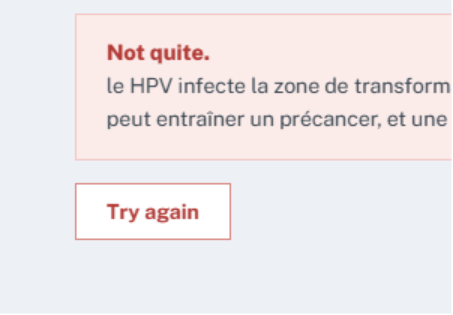 Not quite.
le HPV infecte la zone de transform
peut entraîner un précancer, et une
Try again